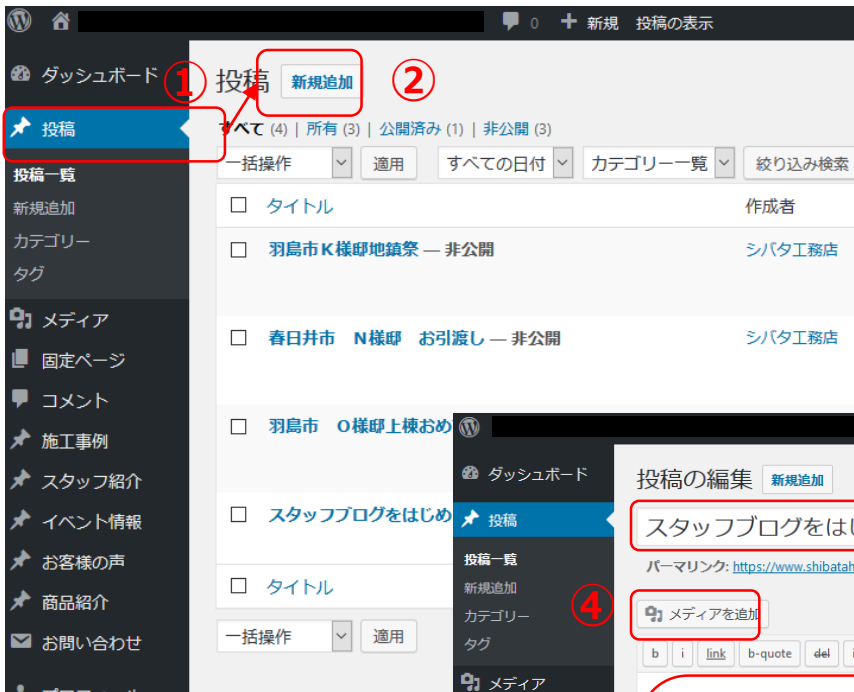 0 新規 投稿の表示
ダッシュボード
①
投稿 新規追加
②
投稿
すべて (4) | 所有 (3) | 公開済み (1) | 非公開 (3)
一括操作 適用 すべての日付 カテゴリー一覧 絞り込み検索
投稿一覧
新規追加
カテゴリー
タグ
メディア
固定ページ
コメント
施工事例
スタッフ紹介
イベント情報
お客様の声
商品紹介
お問い合わせ
タイトル 作成者
羽島市K様邸地鎮祭 — 非公開 シバタ工務店
春日井市 N様邸 お引渡し — 非公開 シバタ工務店
羽島市 O様邸上棟おめ
スタッフブログをはじめ
タイトル
一括操作 適用
ダッシュボード
投稿
投稿一覧
新規追加
カテゴリー
タグ
メディア
投稿の編集 新規追加
スタッフブログをはじ
パーマリンク: https://www.shibatah
④
メディアを追加
b i link b-quote del i